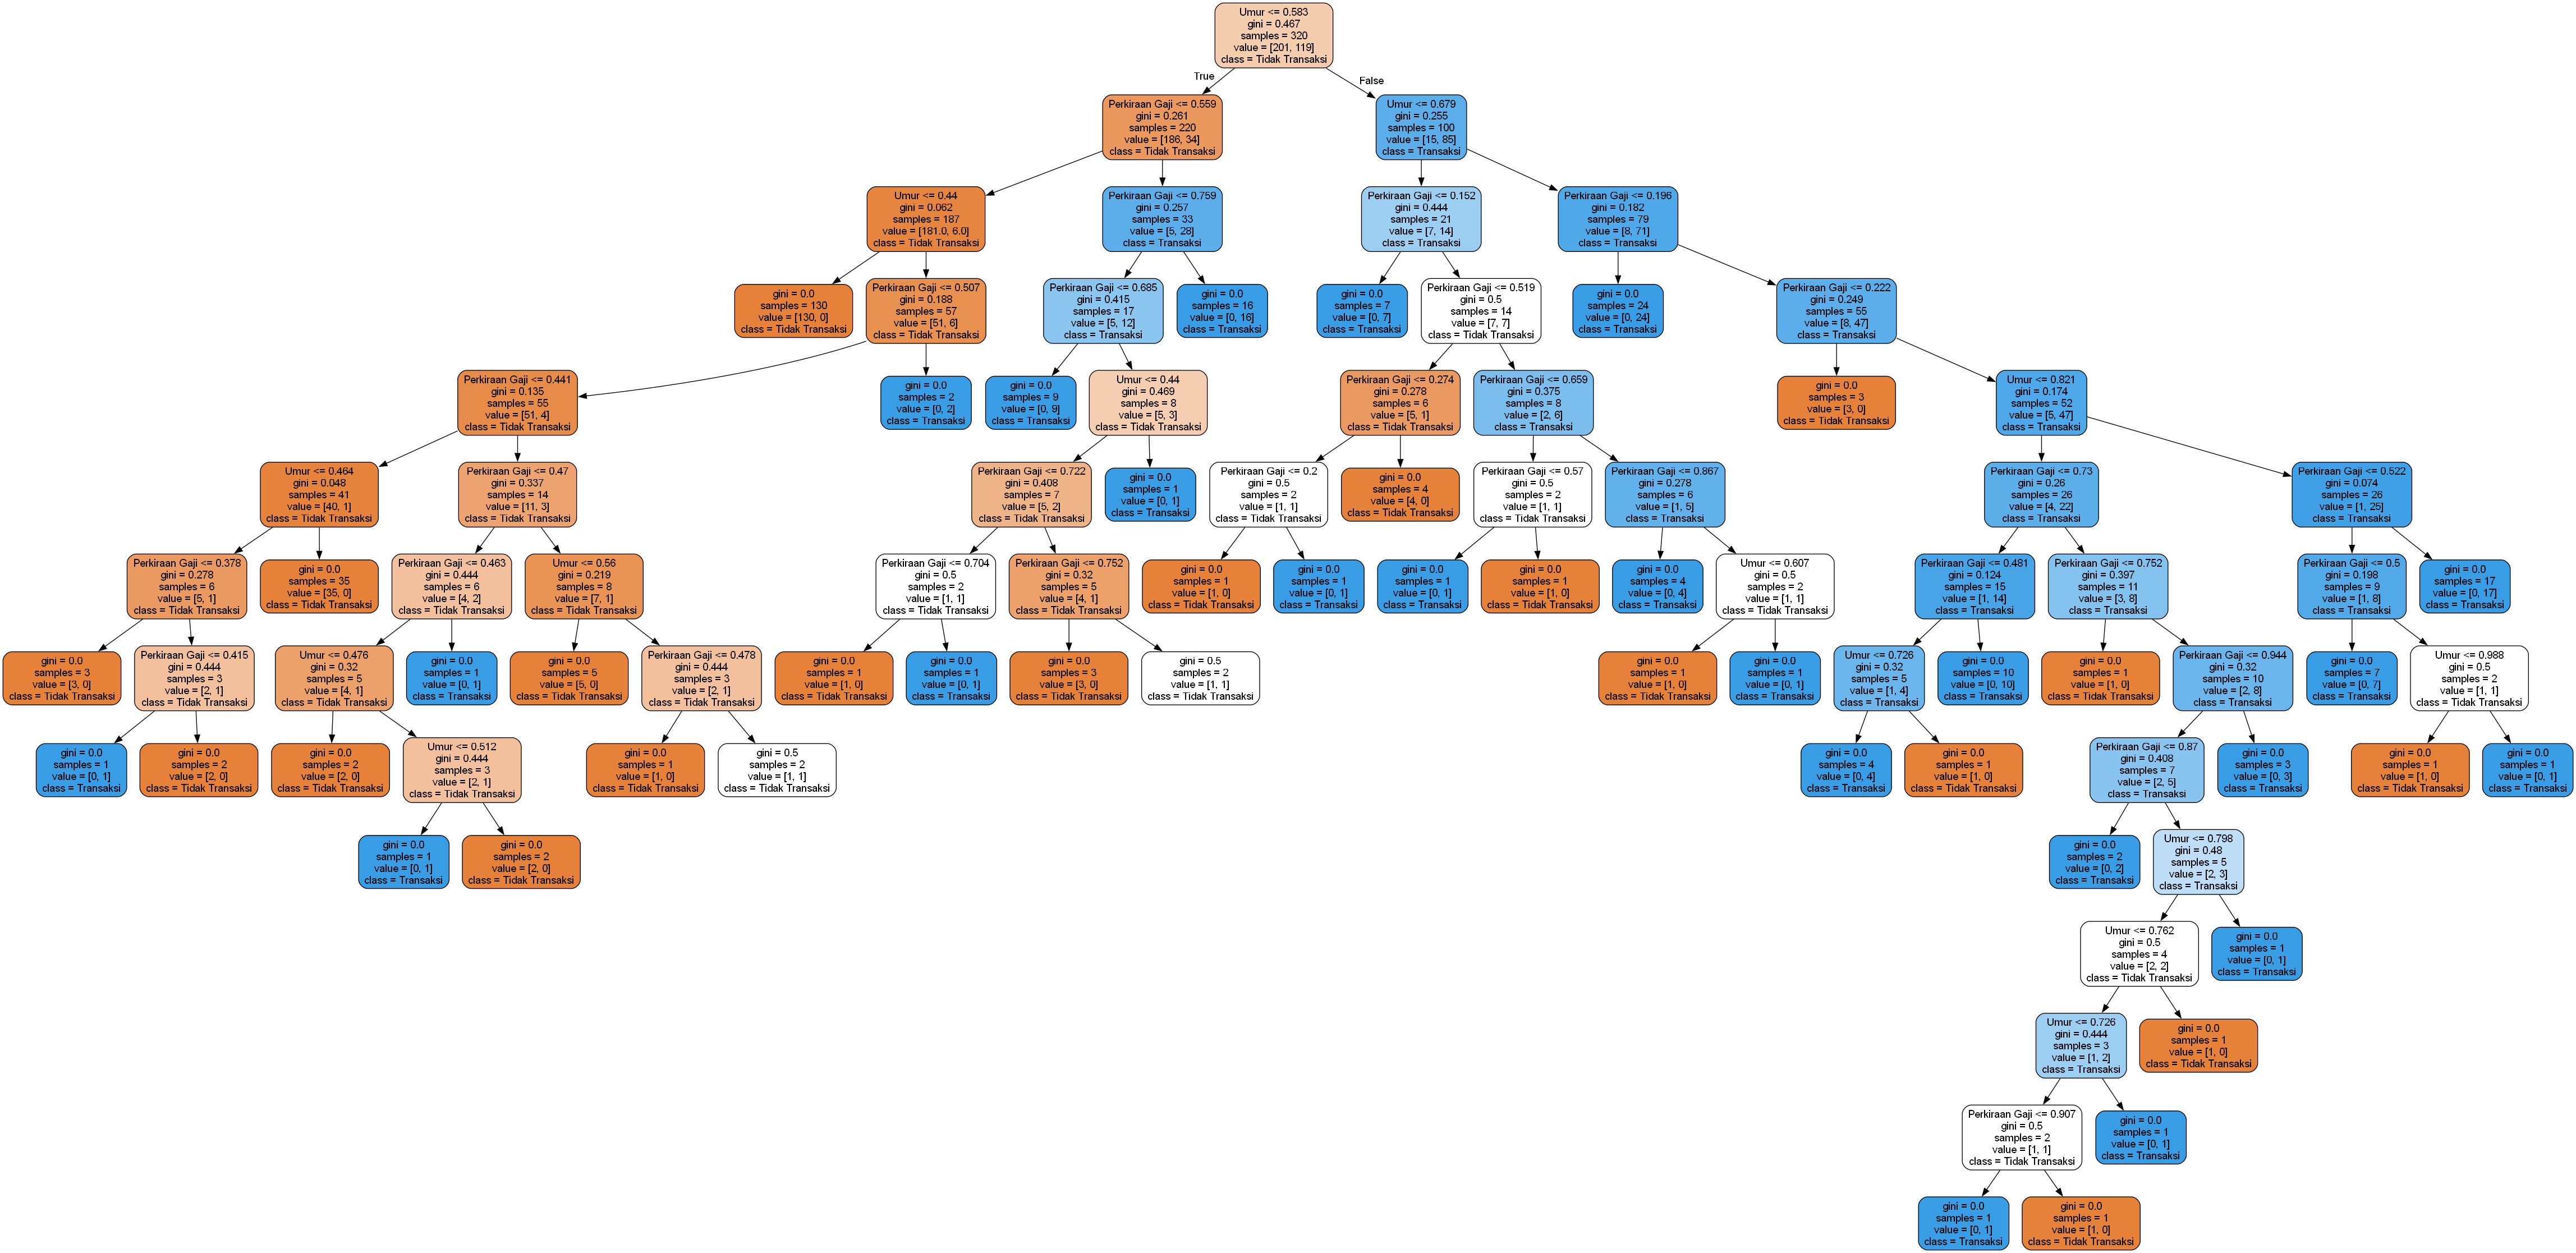 Umur <= 0.583
gini = 0.467
samples = 320
value = [201, 119]
class = Tidak Transaksi
True
False
Perkiraan Gaji <= 0.559
gini = 0.261
samples = 220
value = [186, 34]
class = Tidak Transaksi
Umur <= 0.679
gini = 0.255
samples = 100
value = [15, 85]
class = Transaksi
Umur <= 0.44
gini = 0.062
samples = 187
value = [181.0, 6.0]
class = Tidak Transaksi
Perkiraan Gaji <= 0.759
gini = 0.257
samples = 33
value = [5, 28]
class = Transaksi
Perkiraan Gaji <= 0.152
gini = 0.444
samples = 21
value = [7, 14]
class = Transaksi
Perkiraan Gaji <= 0.196
gini = 0.182
samples = 79
value = [8, 71]
class = Transaksi
gini = 0.0
samples = 130
value = [130, 0]
class = Tidak Transaksi
Perkiraan Gaji <= 0.507
gini = 0.188
samples = 57
value = [51, 6]
class = Tidak Transaksi
Perkiraan Gaji <= 0.685
gini = 0.415
samples = 17
value = [5, 12]
class = Transaksi
gini = 0.0
samples = 16
value = [0, 16]
class = Transaksi
gini = 0.0
samples = 7
value = [0, 7]
class = Transaksi
Perkiraan Gaji <= 0.519
gini = 0.5
samples = 14
value = [7, 7]
class = Tidak Transaksi
gini = 0.0
samples = 24
value = [0, 24]
class = Transaksi
Perkiraan Gaji <= 0.222
gini = 0.249
samples = 55
value = [8, 47]
class = Transaksi
Perkiraan Gaji <= 0.441
gini = 0.135
samples = 55
value = [51, 4]
class = Tidak Transaksi
gini = 0.0
samples = 2
value = [0, 2]
class = Transaksi
gini = 0.0
samples = 9
value = [0, 9]
class = Transaksi
Umur <= 0.44
gini = 0.469
samples = 8
value = [5, 3]
class = Tidak Transaksi
Perkiraan Gaji <= 0.274
gini = 0.278
samples = 6
value = [5, 1]
class = Tidak Transaksi
Perkiraan Gaji <= 0.659
gini = 0.375
samples = 8
value = [2, 6]
class = Transaksi
gini = 0.0
samples = 3
value = [3, 0]
class = Tidak Transaksi
Umur <= 0.821
gini = 0.174
samples = 52
value = [5, 47]
class = Transaksi
Umur <= 0.464
gini = 0.048
samples = 41
value = [40, 1]
class = Tidak Transaksi
Perkiraan Gaji <= 0.47
gini = 0.337
samples = 14
value = [11, 3]
class = Tidak Transaksi
Perkiraan Gaji <= 0.722
gini = 0.408
samples = 7
value = [5, 2]
class = Tidak Transaksi
gini = 0.0
samples = 1
value = [0, 1]
class = Transaksi
Perkiraan Gaji <= 0.2
gini = 0.5
samples = 2
value = [1, 1]
class = Tidak Transaksi
gini = 0.0
samples = 4
value = [4, 0]
class = Tidak Transaksi
Perkiraan Gaji <= 0.57
gini = 0.5
samples = 2
value = [1, 1]
class = Tidak Transaksi
Perkiraan Gaji <= 0.867
gini = 0.278
samples = 6
value = [1, 5]
class = Transaksi
Perkiraan Gaji <= 0.73
gini = 0.26
samples = 26
value = [4, 22]
class = Transaksi
Perkiraan Gaji <= 0.522
gini = 0.074
samples = 26
value = [1, 25]
class = Transaksi
Perkiraan Gaji <= 0.378
gini = 0.278
samples = 6
value = [5, 1]
class = Tidak Transaksi
gini = 0.0
samples = 35
value = [35, 0]
class = Tidak Transaksi
Perkiraan Gaji <= 0.463
gini = 0.444
samples = 6
value = [4, 2]
class = Tidak Transaksi
Umur <= 0.56
gini = 0.219
samples = 8
value = [7, 1]
class = Tidak Transaksi
Perkiraan Gaji <= 0.704
gini = 0.5
samples = 2
value = [1, 1]
class = Tidak Transaksi
Perkiraan Gaji <= 0.752
gini = 0.32
samples = 5
value = [4, 1]
class = Tidak Transaksi
gini = 0.0
samples = 1
value = [1, 0]
class = Tidak Transaksi
gini = 0.0
samples = 1
value = [0, 1]
class = Transaksi
gini = 0.0
samples = 1
value = [0, 1]
class = Transaksi
gini = 0.0
samples = 1
value = [1, 0]
class = Tidak Transaksi
gini = 0.0
samples = 4
value = [0, 4]
class = Transaksi
Umur <= 0.607
gini = 0.5
samples = 2
value = [1, 1]
class = Tidak Transaksi
Perkiraan Gaji <= 0.481
gini = 0.124
samples = 15
value = [1, 14]
class = Transaksi
Perkiraan Gaji <= 0.752
gini = 0.397
samples = 11
value = [3, 8]
class = Transaksi
Perkiraan Gaji <= 0.5
gini = 0.198
samples = 9
value = [1, 8]
class = Transaksi
gini = 0.0
samples = 17
value = [0, 17]
class = Transaksi
gini = 0.0
samples = 3
value = [3, 0]
class = Tidak Transaksi
Perkiraan Gaji <= 0.415
gini = 0.444
samples = 3
value = [2, 1]
class = Tidak Transaksi
Umur <= 0.476
gini = 0.32
samples = 5
value = [4, 1]
class = Tidak Transaksi
gini = 0.0
samples = 1
value = [0, 1]
class = Transaksi
gini = 0.0
samples = 5
value = [5, 0]
class = Tidak Transaksi
Perkiraan Gaji <= 0.478
gini = 0.444
samples = 3
value = [2, 1]
class = Tidak Transaksi
gini = 0.0
samples = 1
value = [1, 0]
class = Tidak Transaksi
gini = 0.0
samples = 1
value = [0, 1]
class = Transaksi
gini = 0.0
samples = 3
value = [3, 0]
class = Tidak Transaksi
gini = 0.5
samples = 2
value = [1, 1]
class = Tidak Transaksi
gini = 0.0
samples = 1
value = [1, 0]
class = Tidak Transaksi
gini = 0.0
samples = 1
value = [0, 1]
class = Transaksi
Umur <= 0.726
gini = 0.32
samples = 5
value = [1, 4]
class = Transaksi
gini = 0.0
samples = 10
value = [0, 10]
class = Transaksi
gini = 0.0
samples = 1
value = [1, 0]
class = Tidak Transaksi
Perkiraan Gaji <= 0.944
gini = 0.32
samples = 10
value = [2, 8]
class = Transaksi
gini = 0.0
samples = 7
value = [0, 7]
class = Transaksi
Umur <= 0.988
gini = 0.5
samples = 2
value = [1, 1]
class = Tidak Transaksi
gini = 0.0
samples = 1
value = [0, 1]
class = Transaksi
gini = 0.0
samples = 2
value = [2, 0]
class = Tidak Transaksi
gini = 0.0
samples = 2
value = [2, 0]
class = Tidak Transaksi
Umur <= 0.512
gini = 0.444
samples = 3
value = [2, 1]
class = Tidak Transaksi
gini = 0.0
samples = 1
value = [1, 0]
class = Tidak Transaksi
gini = 0.5
samples = 2
value = [1, 1]
class = Tidak Transaksi
gini = 0.0
samples = 4
value = [0, 4]
class = Transaksi
gini = 0.0
samples = 1
value = [1, 0]
class = Tidak Transaksi
Perkiraan Gaji <= 0.87
gini = 0.408
samples = 7
value = [2, 5]
class = Transaksi
gini = 0.0
samples = 3
value = [0, 3]
class = Transaksi
gini = 0.0
samples = 1
value = [1, 0]
class = Tidak Transaksi
gini = 0.0
samples = 1
value = [0, 1]
class = Transaksi
gini = 0.0
samples = 1
value = [0, 1]
class = Transaksi
gini = 0.0
samples = 2
value = [2, 0]
class = Tidak Transaksi
gini = 0.0
samples = 2
value = [0, 2]
class = Transaksi
Umur <= 0.798
gini = 0.48
samples = 5
value = [2, 3]
class = Transaksi
Umur <= 0.762
gini = 0.5
samples = 4
value = [2, 2]
class = Tidak Transaksi
gini = 0.0
samples = 1
value = [0, 1]
class = Transaksi
Umur <= 0.726
gini = 0.444
samples = 3
value = [1, 2]
class = Transaksi
gini = 0.0
samples = 1
value = [1, 0]
class = Tidak Transaksi
Perkiraan Gaji <= 0.907
gini = 0.5
samples = 2
value = [1, 1]
class = Tidak Transaksi
gini = 0.0
samples = 1
value = [0, 1]
class = Transaksi
gini = 0.0
samples = 1
value = [0, 1]
class = Transaksi
gini = 0.0
samples = 1
value = [1, 0]
class = Tidak Transaksi